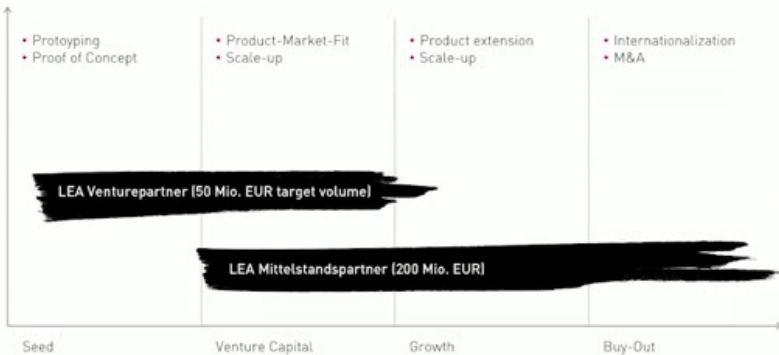 • Protoyping
• Proof of Concept
• Product-Market-Fit
• Scale-up
• Product extension
• Scale-up
• Internationalization
• M&A
LEA Venturepartner (50 Mio. EUR target volume)
LEA Mittelstandspartner (200 Mio. EUR)
Seed
Venture Capital
Growth
Buy-Out